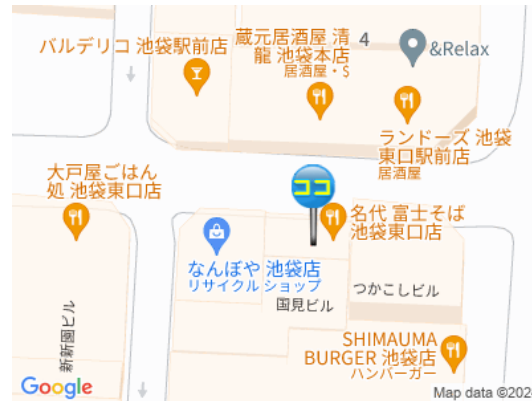 バルデリコ 池袋駅前店
蔵元居酒屋 清
龍 池袋本店
居酒屋・$
4
&Relax
ランドーズ 池袋
東口駅前店
居酒屋
大戸屋ごはん
処 池袋東口店
ココ
名代 富士そば
池袋東口店
なんぼや 池袋店
リサイクル ショップ
国見ビル
つかこしビル
新新園ビル
SHIMAUMA
BURGER 池袋店
ハンバーガー
Google
Map data ©202